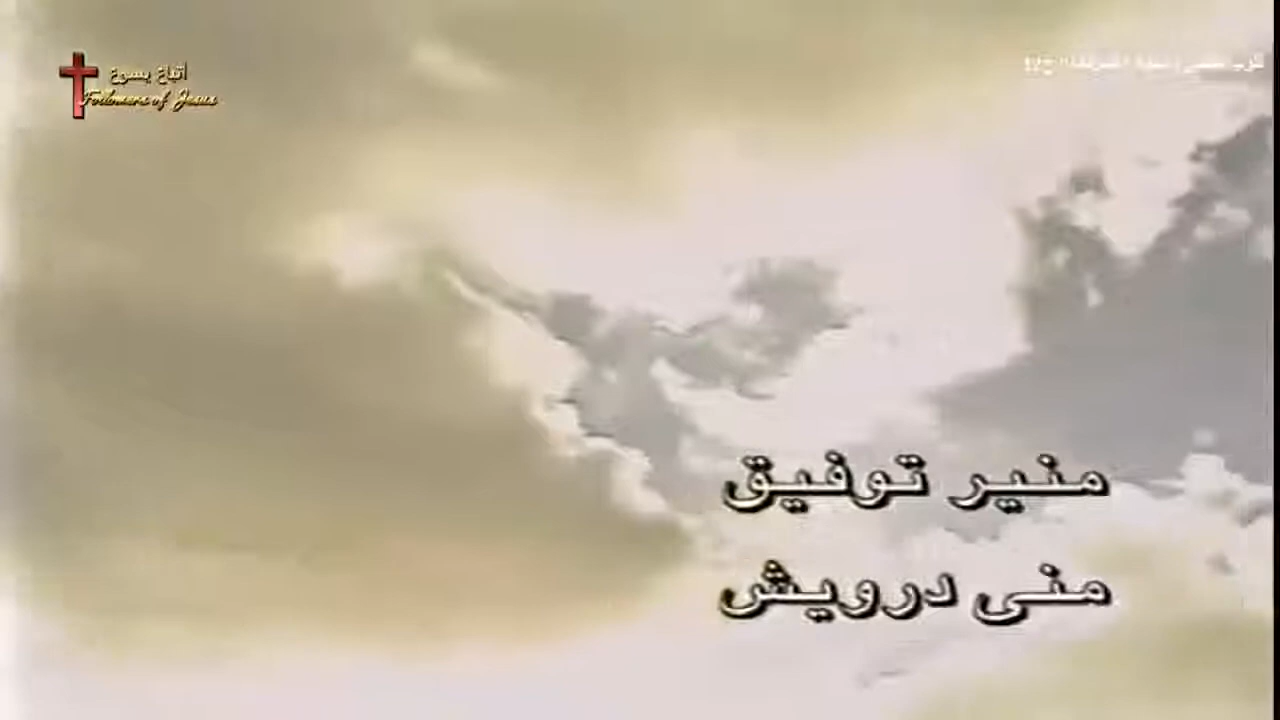 أتباع يسوع
Followers of Jesus
منير توفيق
منى درويش